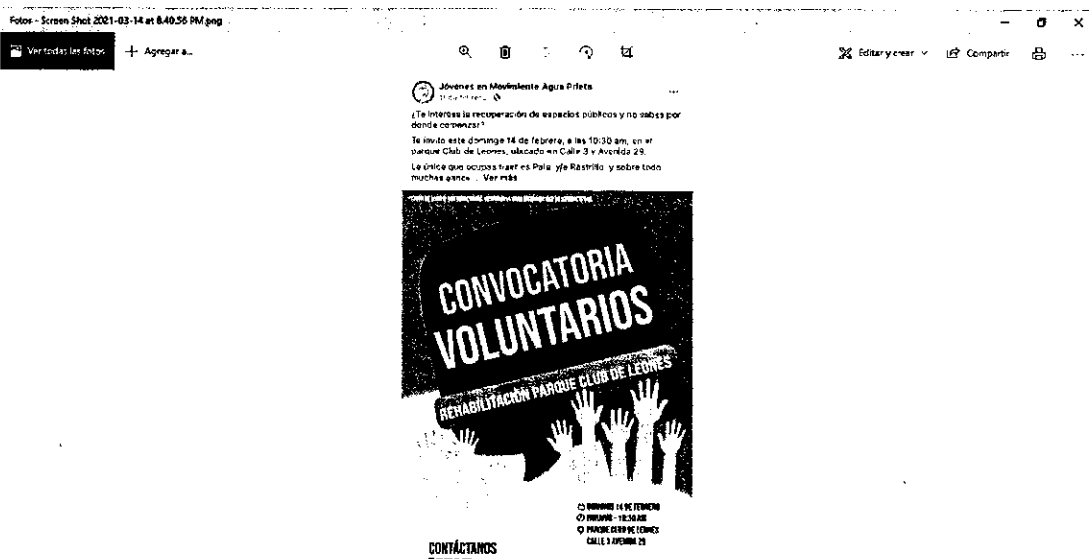 Fotos - Screen Shot 2021-03-14 at 8.40.56 PM.png
Ver todas las fotos
Agregar a...
Editar y crear
Compartir
Jóvenes en Movimiento Agua Prieta
¿Te interesa la recuperación de espacios públicos y no sabes por
donde comenzar?
Te invito este domingo 14 de febrero, a las 10:30 am, en el
parque Club de Leones, ubicado en Calle 3 y Avenida 29.
Lo único que ocupas traer es Pala y/o Rastrillo y sobre todo
muchas ganas ... Ver más
CONVOCATORIA
VOLUNTARIOS
REHABILITACIÓN PARQUE CLUB DE LEONES
DOMINGO 14 DE FEBRERO
10:30 AM
PARQUE CLUB DE LEONES
CALLE 3 AVENIDA 29
CONTÁCTANOS